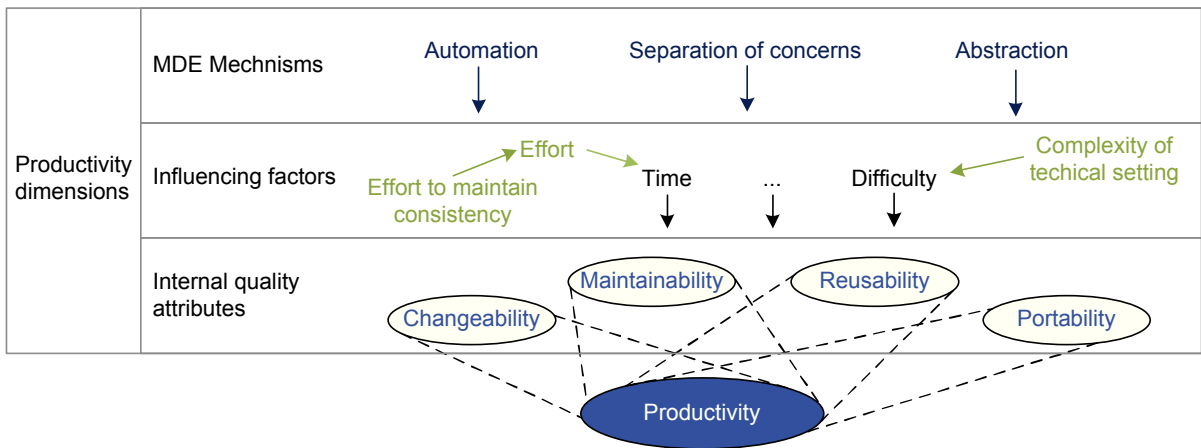 Productivity
dimensions
MDE Mechnisms
Automation
Separation of concerns
Abstraction
Influencing factors
Effort
Effort to maintain
consistency
Time
...
Difficulty
Complexity of
techical setting
Internal quality
attributes
Changeability
Maintainability
Reusability
Portability
Productivity